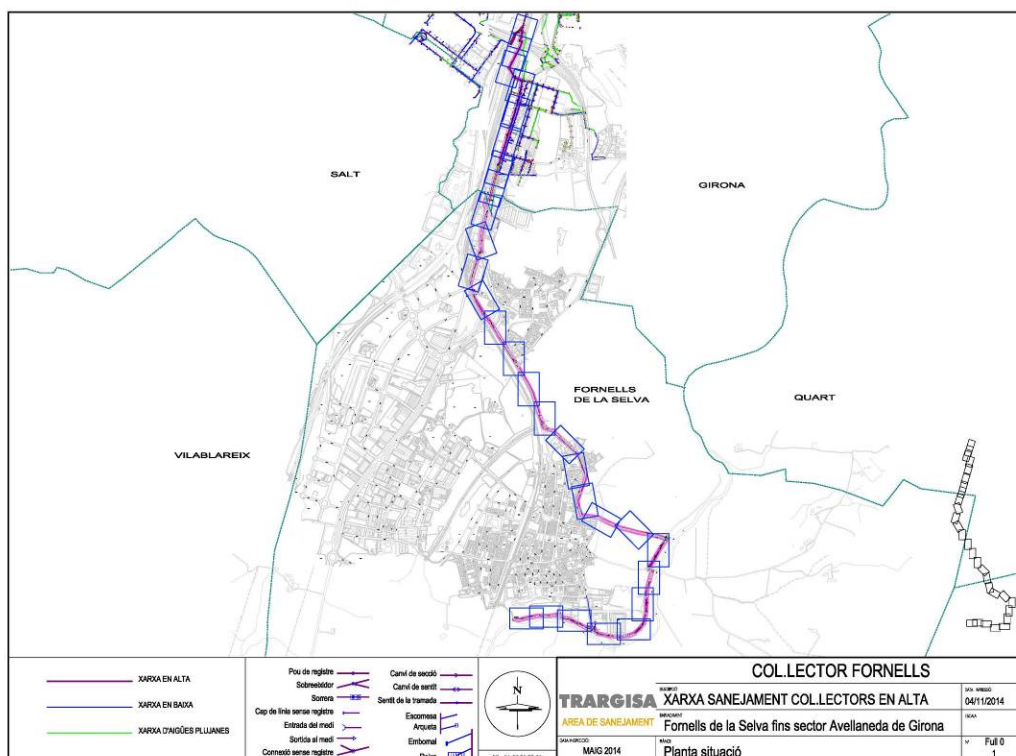 SALT
GIRONA
FORNELLS
DE LA SELVA
QUART
VILABLAREIX
XARXA EN ALTA
XARXA EN BAIXA
XARXA D'AIGÜES PLUJANES
Pou de registre
Sobreeixidor
Sorrera
Cap de línia sense registre
Entrada del medi
Sortida al medi
Connexió sense registre
Canvi de secció
Canvi de sentit
Sentit de la tramada
Escomesa
Arqueta
Embornal
N
COL.LECTOR FORNELLS
TRARGISA
AREA DE SANEJAMENT
XARXA SANEJAMENT COL.LECTORS EN ALTA
04/11/2014
Fornells de la Selva fins sector Avellaneda de Girona
MAIG 2014
Planta situació
Full 0
1